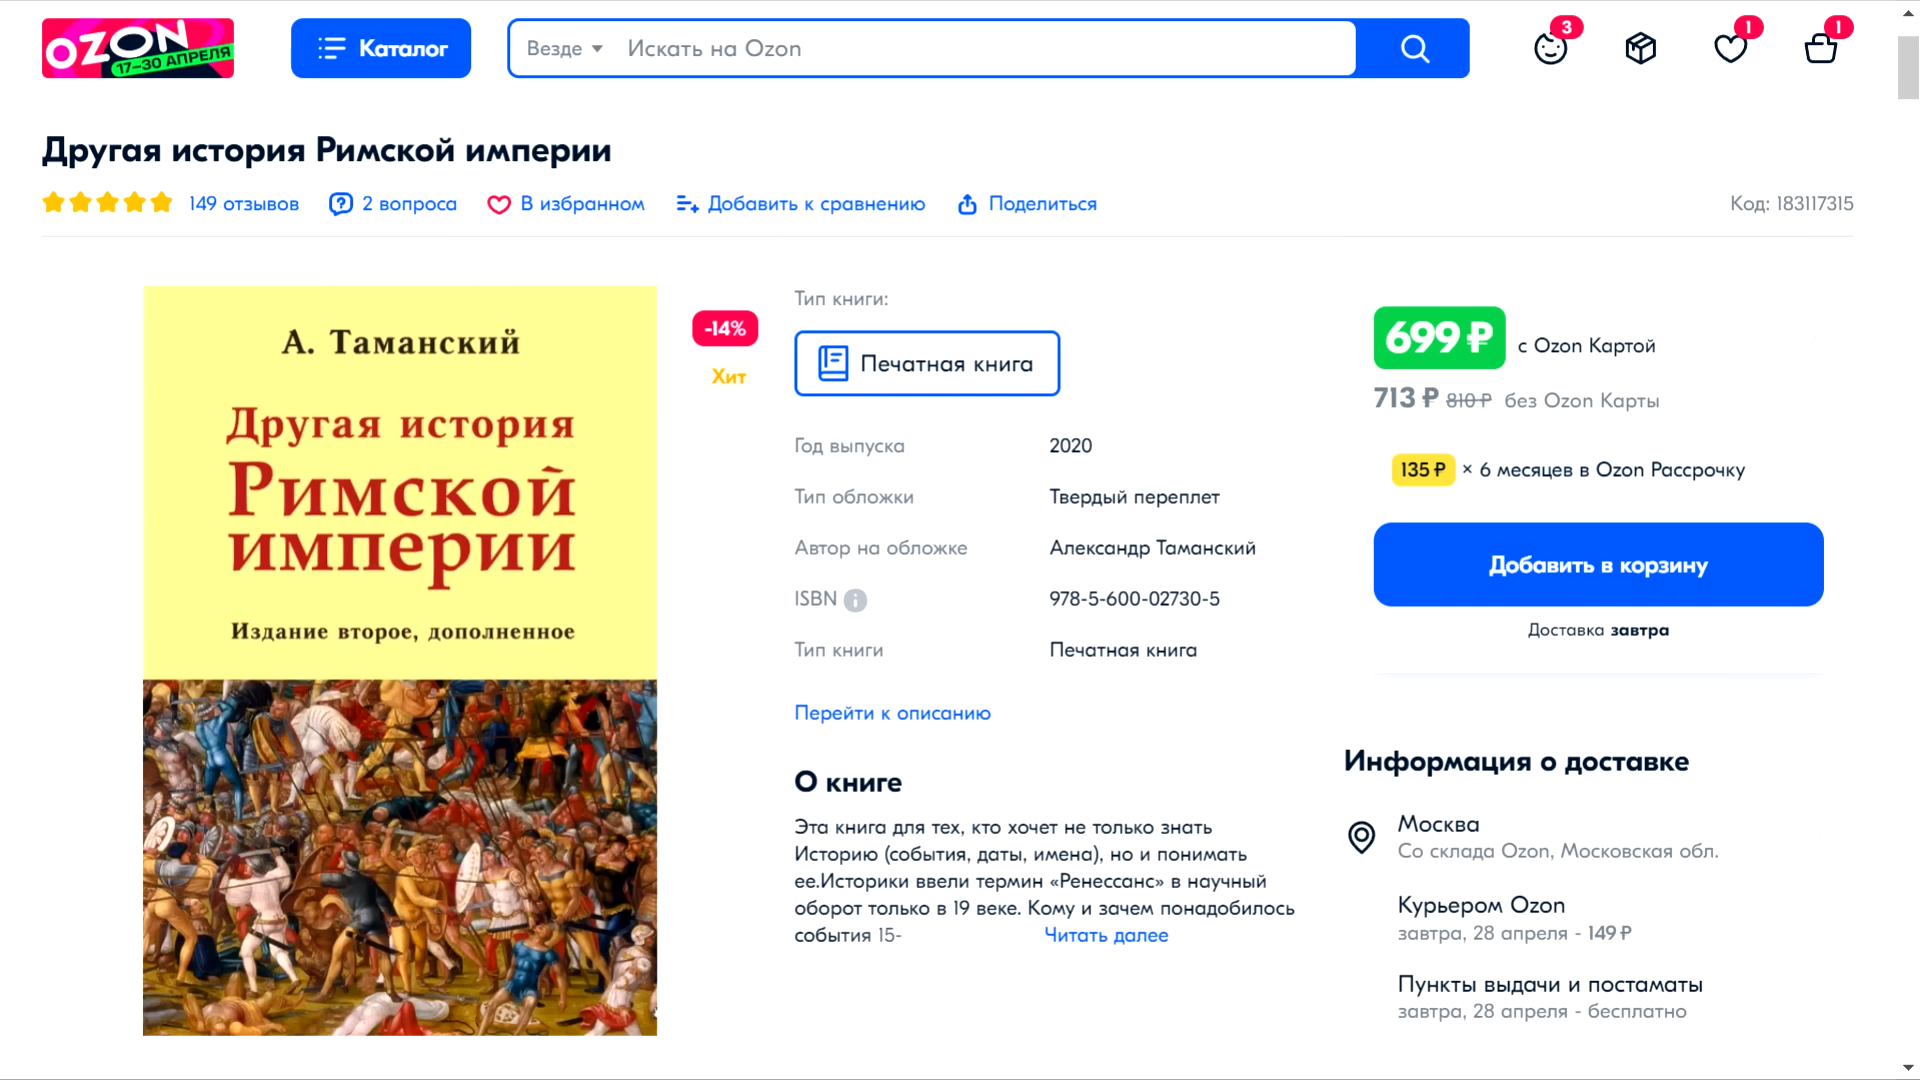 OZON
17–30 АПРЕЛЯ
Каталог
Везде
Искать на Ozon
3
1
1
Другая история Римской империи
149 отзывов
2 вопроса
В избранном
Добавить к сравнению
Поделиться
Код: 183117315
А. Таманский
Другая история
Римской
империи
Издание второе, дополненное
-14%
Хит
Тип книги:
Печатная книга
Год выпуска 2020
Тип обложки Твердый переплет
Автор на обложке Александр Таманский
ISBN 978-5-600-02730-5
Тип книги Печатная книга
Перейти к описанию
О книге
Эта книга для тех, кто хочет не только знать
Историю (события, даты, имена), но и понимать
ее.Историки ввели термин «Ренессанс» в научный
оборот только в 19 веке. Кому и зачем понадобилось
события 15- Читать далее
699 ₽ с Ozon Картой
713 ₽ 810 ₽ без Ozon Карты
135 ₽ × 6 месяцев в Ozon Рассрочку
Добавить в корзину
Доставка завтра
Информация о доставке
Москва
Со склада Ozon, Московская обл.
Курьером Ozon
завтра, 28 апреля - 149 ₽
Пункты выдачи и постаматы
завтра, 28 апреля - бесплатно